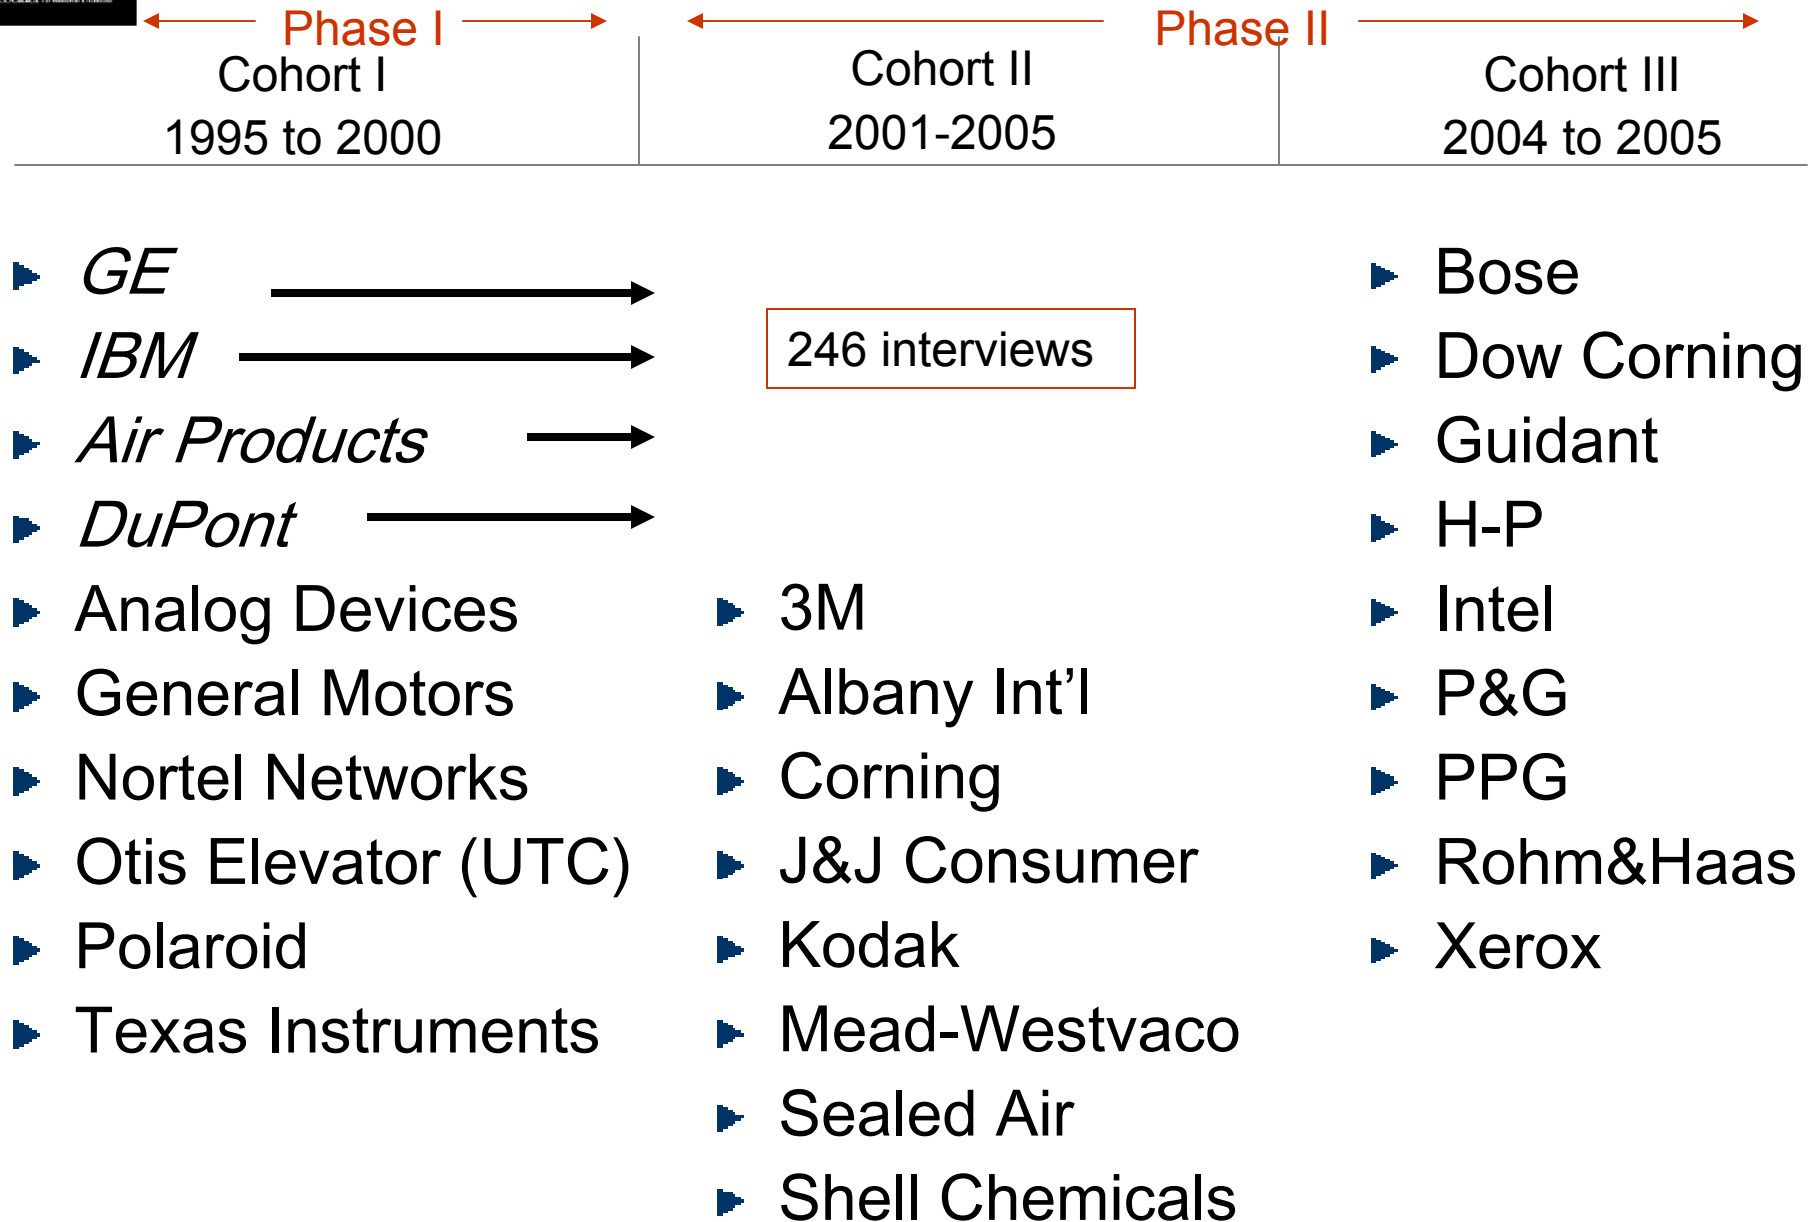 Phase I
Phase II
Cohort I
1995 to 2000
Cohort II
2001-2005
Cohort III
2004 to 2005
GE
IBM
Air Products
DuPont
Analog Devices
General Motors
Nortel Networks
Otis Elevator (UTC)
Polaroid
Texas Instruments
246 interviews
3M
Albany Int’l
Corning
J&J Consumer
Kodak
Mead-Westvaco
Sealed Air
Shell Chemicals
Bose
Dow Corning
Guidant
H-P
Intel
P&G
PPG
Rohm&Haas
Xerox